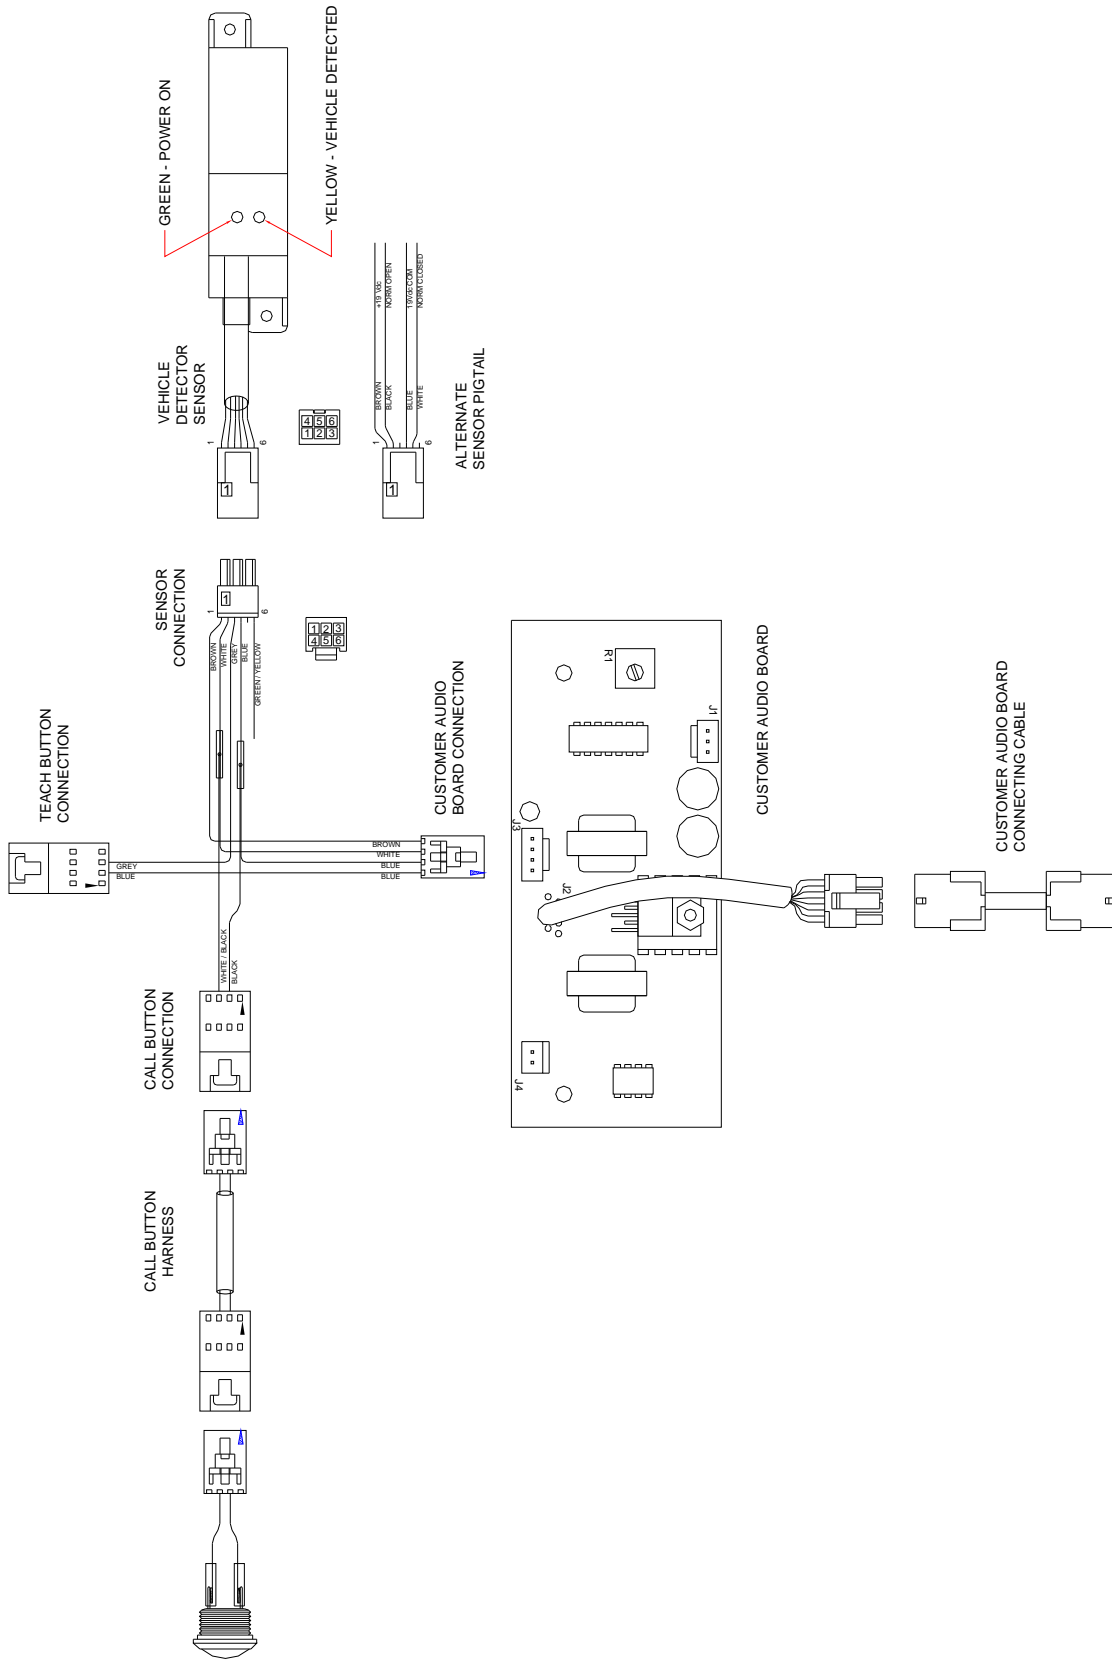 GREEN - POWER ON
YELLOW - VEHICLE DETECTED
VEHICLE
DETECTOR
SENSOR
1
6
1
4 5 6
1 2 3
+19 Vdc
NORM OPEN
19Vdc COM
NORM CLOSED
BROWN
BLACK
BLUE
WHITE
1
6
1
ALTERNATE
SENSOR PIGTAIL
SENSOR
CONNECTION
1
6
1
BROWN
WHITE
GREY
BLUE
GREEN / YELLOW
1 2 3
4 5 6
TEACH BUTTON
CONNECTION
GREY
BLUE
BROWN
WHITE
BLUE
BLUE
CUSTOMER AUDIO
BOARD CONNECTION
WHITE / BLACK
BLACK
CALL BUTTON
CONNECTION
CALL BUTTON
HARNESS
R1
J1
J3
J2
J4
CUSTOMER AUDIO BOARD
CUSTOMER AUDIO BOARD
CONNECTING CABLE